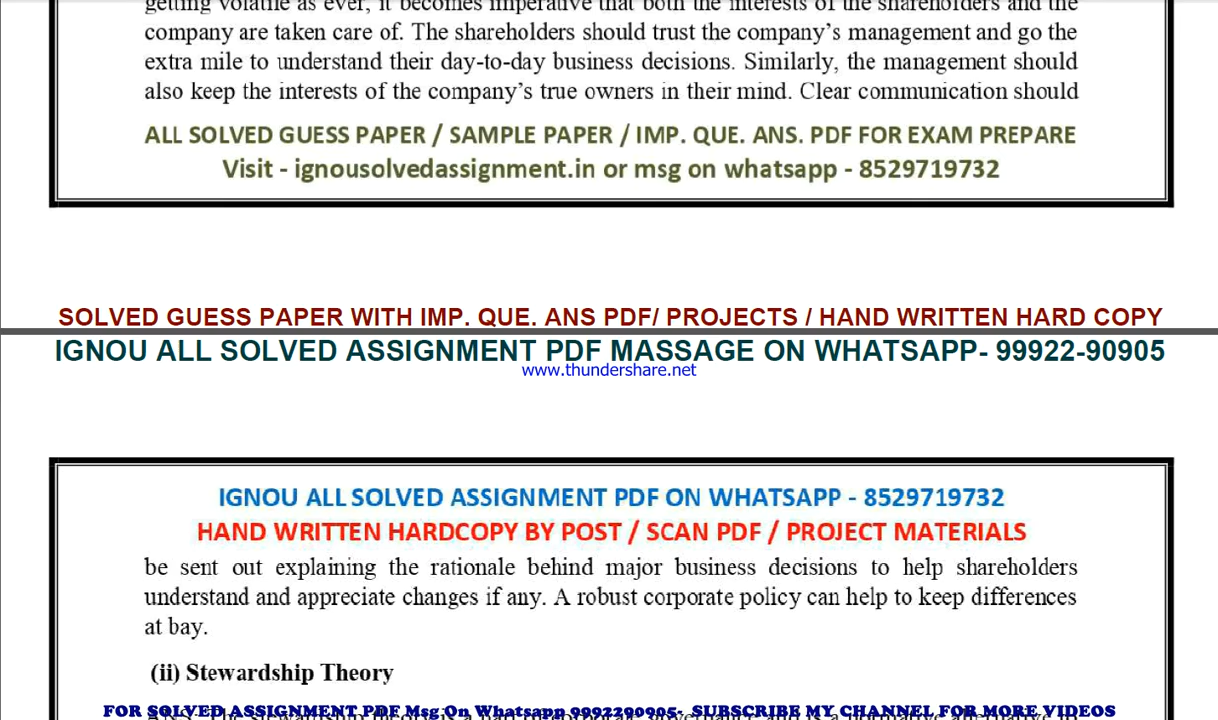 getting volatile as ever, it becomes imperative that both the interests of the shareholders and the
company are taken care of. The shareholders should trust the company's management and go the
extra mile to understand their day-to-day business decisions. Similarly, the management should
also keep the interests of the company's true owners in their mind. Clear communication should
ALL SOLVED GUESS PAPER / SAMPLE PAPER / IMP. QUE. ANS. PDF FOR EXAM PREPARE
Visit - ignousolvedassignment.in or msg on whatsapp - 8529719732
SOLVED GUESS PAPER WITH IMP. QUE. ANS PDF/ PROJECTS / HAND WRITTEN HARD COPY
IGNOU ALL SOLVED ASSIGNMENT PDF MASSAGE ON WHATSAPP- 99922-90905
www.thundershare.net
IGNOU ALL SOLVED ASSIGNMENT PDF ON WHATSAPP - 8529719732
HAND WRITTEN HARDCOPY BY POST / SCAN PDF / PROJECT MATERIALS
be sent out explaining the rationale behind major business decisions to help shareholders
understand and appreciate changes if any. A robust corporate policy can help to keep differences
at bay.
(ii) Stewardship Theory
FOR SOLVED ASSIGNMENT PDF Msg On Whatsapp 9992290905- SUBSCRIBE MY CHANNEL FOR MORE VIDEOS